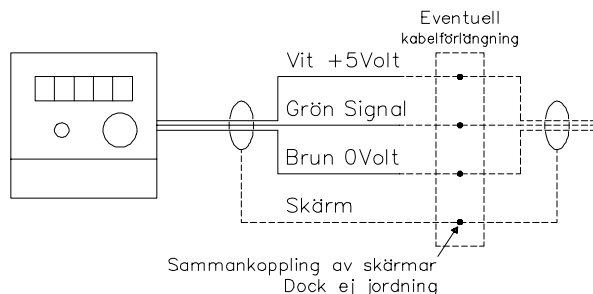 Eventuell
kabelförlängning
Vit +5Volt
Grön Signal
Brun 0Volt
Skärm
Sammankoppling av skärmar
Dock ej jordning